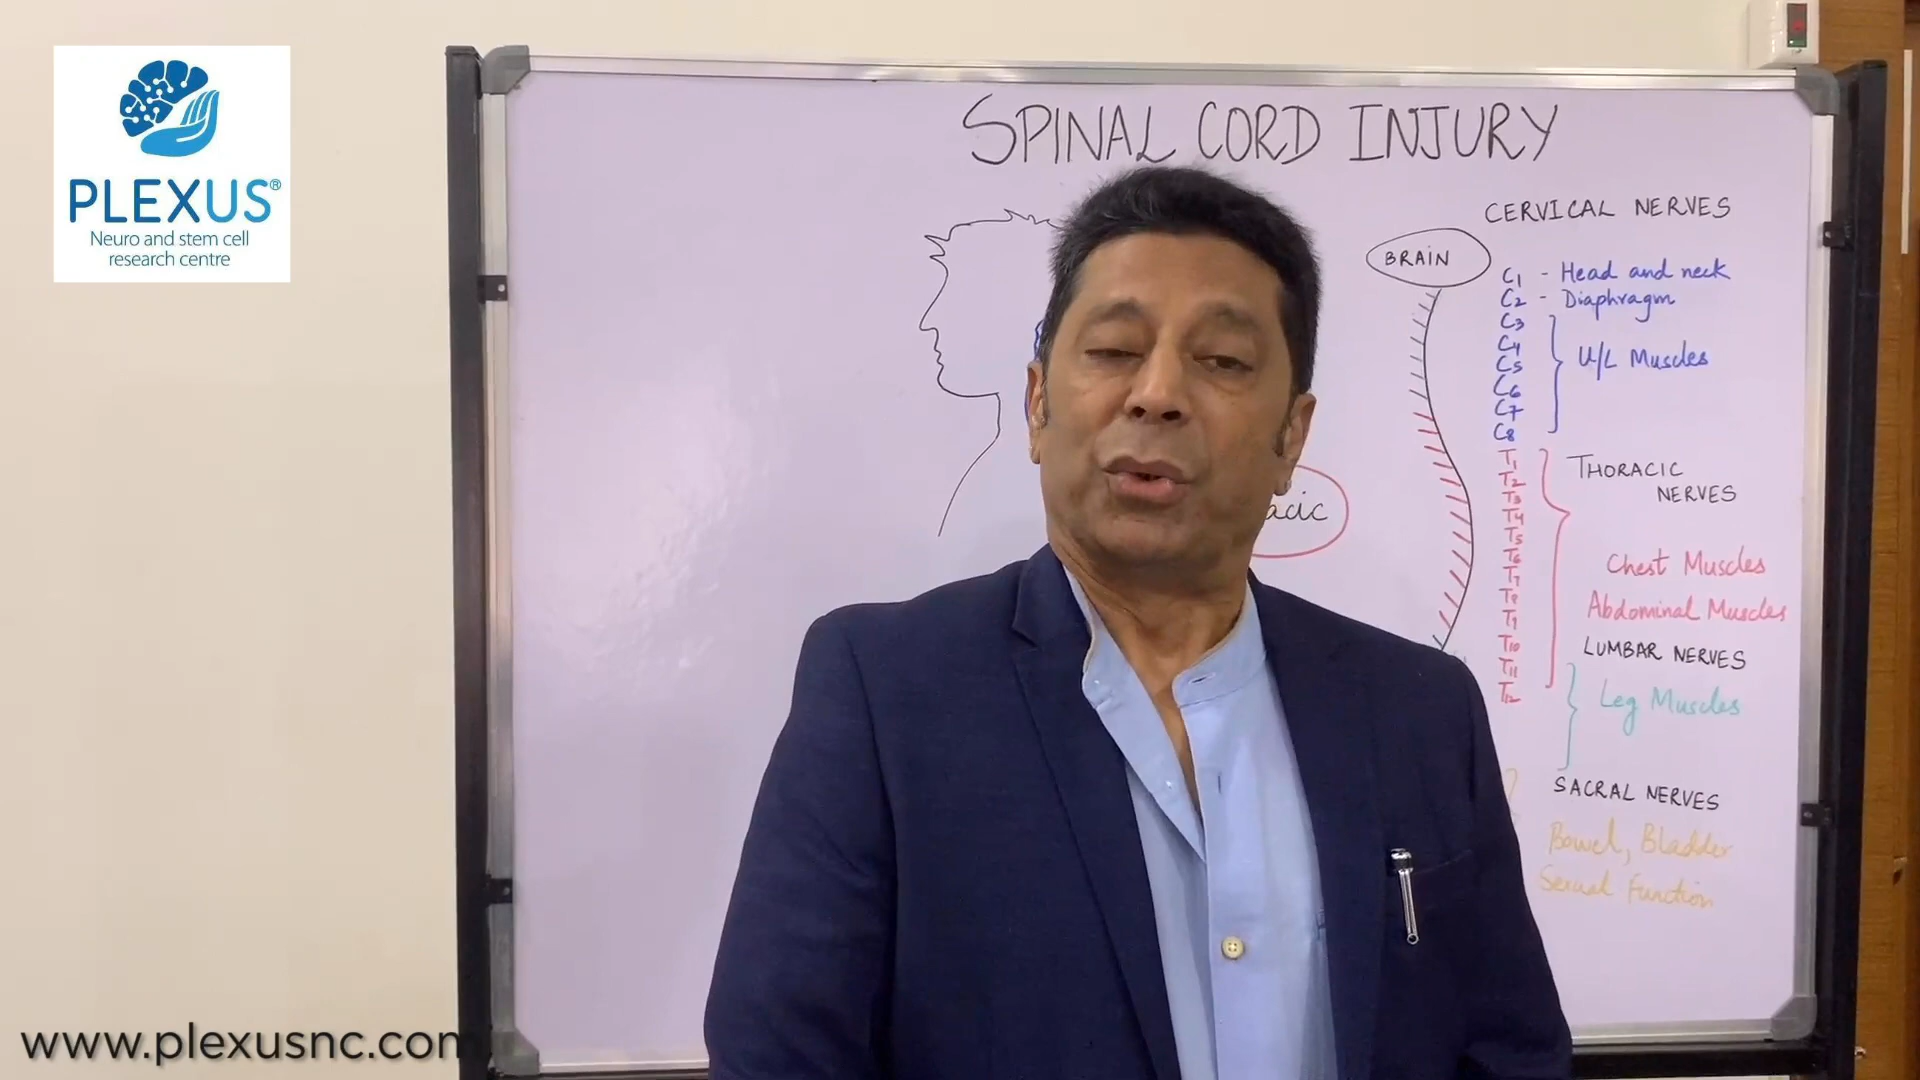 PLEXUS®
Neuro and stem cell
research centre
SPINAL CORD INJURY
CERVICAL NERVES
BRAIN
C1 - Head and neck
C2 - Diaphragm
C3
C4
C5
C6
C7
C8
U/L Muscles
T1
T2
T3
T4
T5
T6
T7
T8
T9
T10
T11
T12
THORACIC
NERVES
acic
Chest Muscles
Abdominal Muscles
LUMBAR NERVES
Leg Muscles
SACRAL NERVES
Bowel, Bladder
Sexual Function
www.plexusnc.com